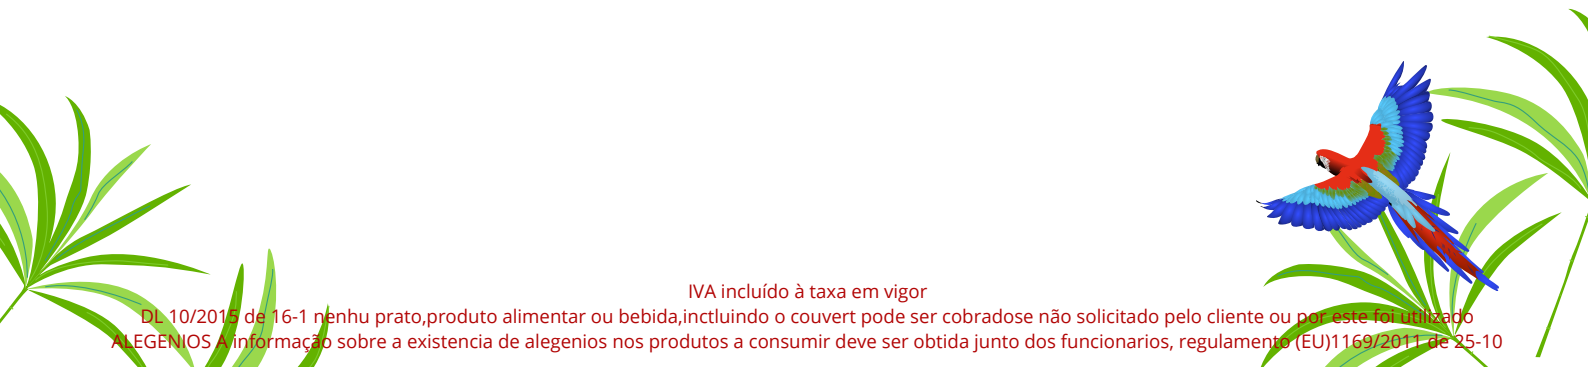 IVA incluído à taxa em vigor
DL 10/2015 de 16-1 nenhu prato,produto alimentar ou bebida,inctluindo o couvert pode ser cobradose não solicitado pelo cliente ou por este foi utilizado
ALEGENIOS A informação sobre a existencia de alegenios nos produtos a consumir deve ser obtida junto dos funcionarios, regulamento (EU)1169/2011 de 25-10